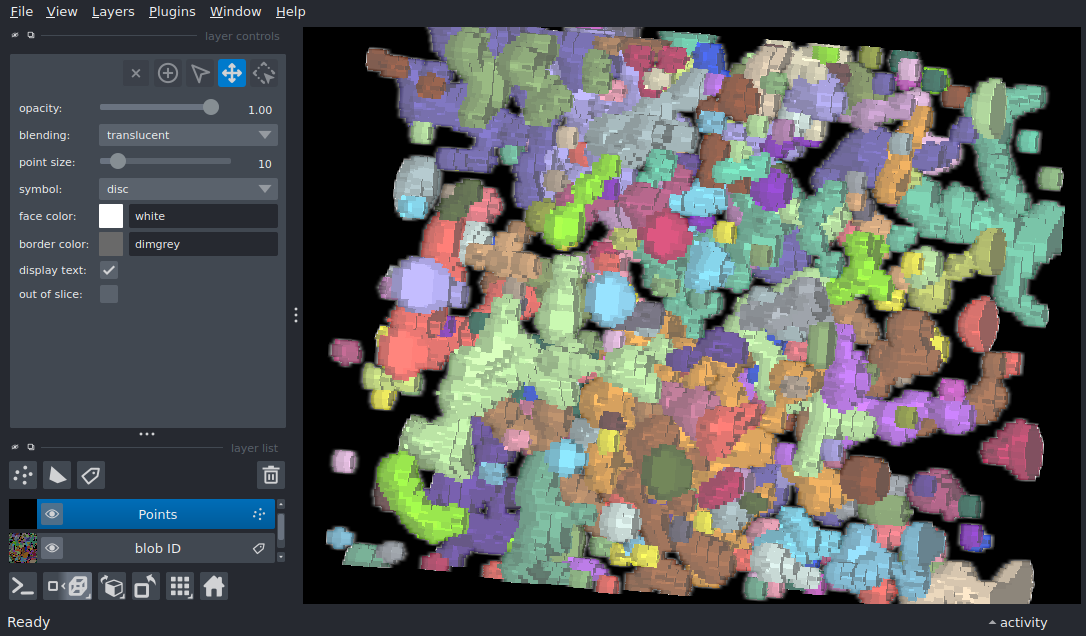 File View Layers Plugins Window Help
layer controls
opacity: 1.00
blending: translucent
point size: 10
symbol: disc
face color: white
border color: dimgrey
display text:
out of slice:
layer list
Points
blob ID
Ready activity